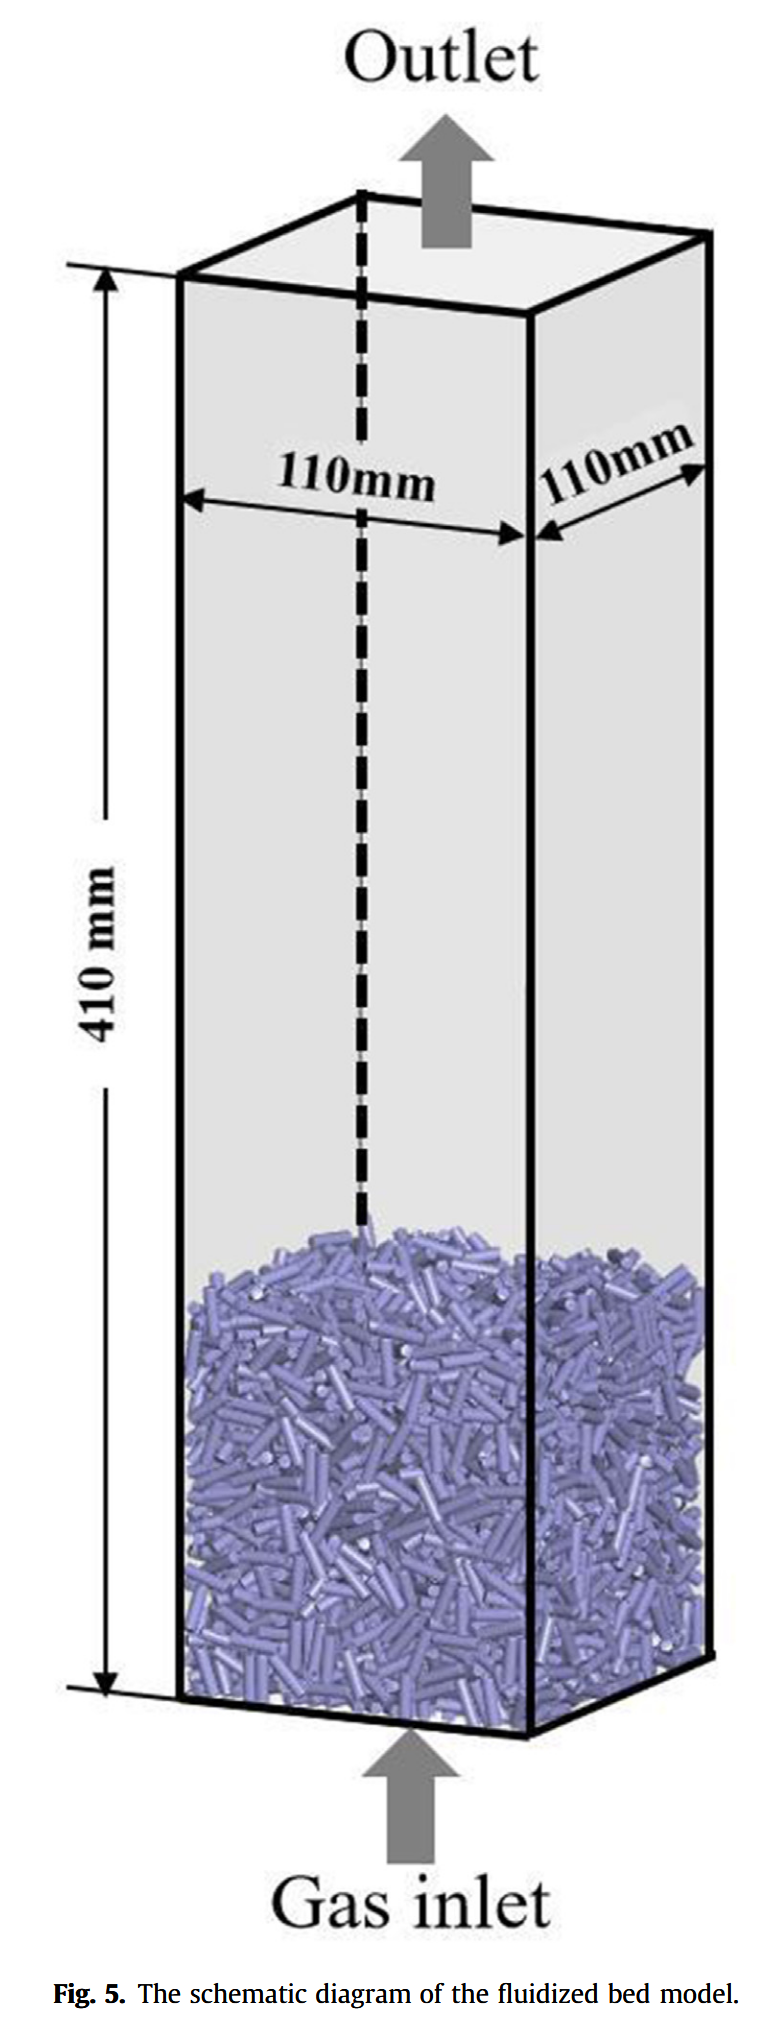 Outlet
110mm
110mm
410 mm
Gas inlet
Fig. 5. The schematic diagram of the fluidized bed model.